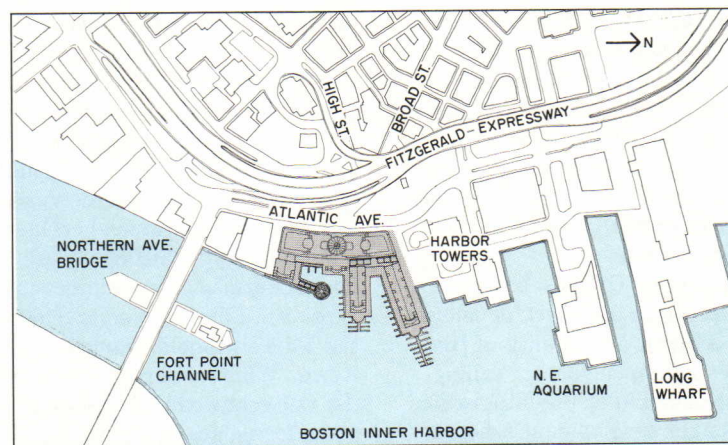 N
HIGH ST.
BROAD ST.
FITZGERALD - EXPRESSWAY
ATLANTIC AVE.
NORTHERN AVE.
BRIDGE
HARBOR
TOWERS
FORT POINT
CHANNEL
N. E.
AQUARIUM
LONG
WHARF
BOSTON INNER HARBOR